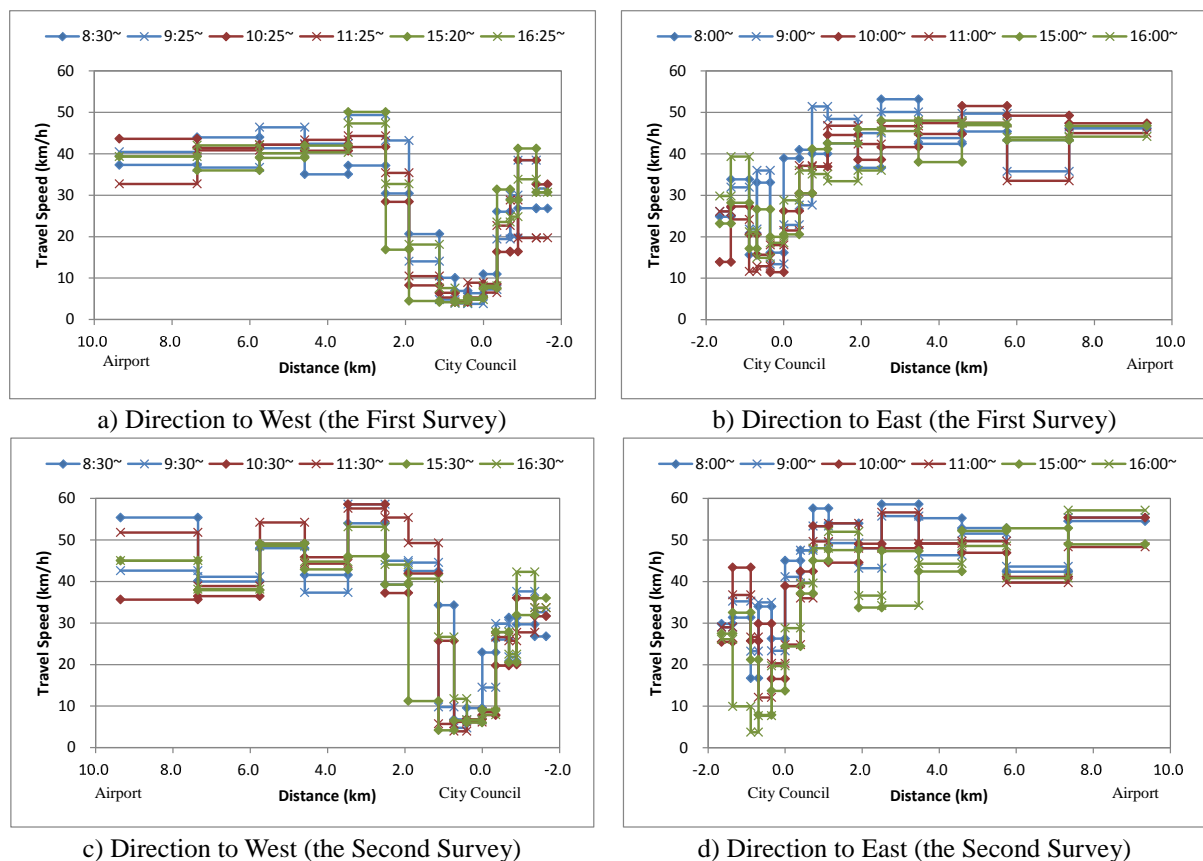 8:30~ 9:25~ 10:25~ 11:25~ 15:20~ 16:25~
60
50
40
30
20
10
0
Travel Speed (km/h)
10.0 8.0 6.0 4.0 2.0 0.0 -2.0
Airport Distance (km) City Council
a) Direction to West (the First Survey)
8:00~ 9:00~ 10:00~ 11:00~ 15:00~ 16:00~
60
50
40
30
20
10
0
Travel Speed (km/h)
-2.0 0.0 2.0 4.0 6.0 8.0 10.0
City Council Distance (km) Airport
b) Direction to East (the First Survey)
8:30~ 9:30~ 10:30~ 11:30~ 15:30~ 16:30~
60
50
40
30
20
10
0
Travel Speed (km/h)
10.0 8.0 6.0 4.0 2.0 0.0 -2.0
Airport Distance (km) City Council
c) Direction to West (the Second Survey)
8:00~ 9:00~ 10:00~ 11:00~ 15:00~ 16:00~
60
50
40
30
20
10
0
Travel Speed (km/h)
-2.0 0.0 2.0 4.0 6.0 8.0 10.0
City Council Distance (km) Airport
d) Direction to East (the Second Survey)